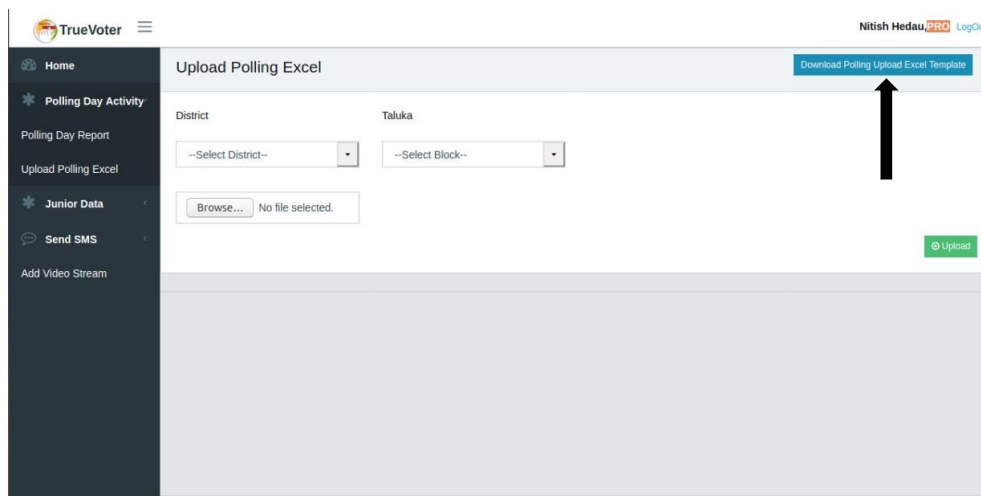 TrueVoter
Nitish Hedau,PRO LogOu
Home
Polling Day Activity
Polling Day Report
Upload Polling Excel
Junior Data
Send SMS
Add Video Stream
Upload Polling Excel
Download Polling Upload Excel Template
District Taluka
--Select District-- --Select Block--
Browse... No file selected.
Upload